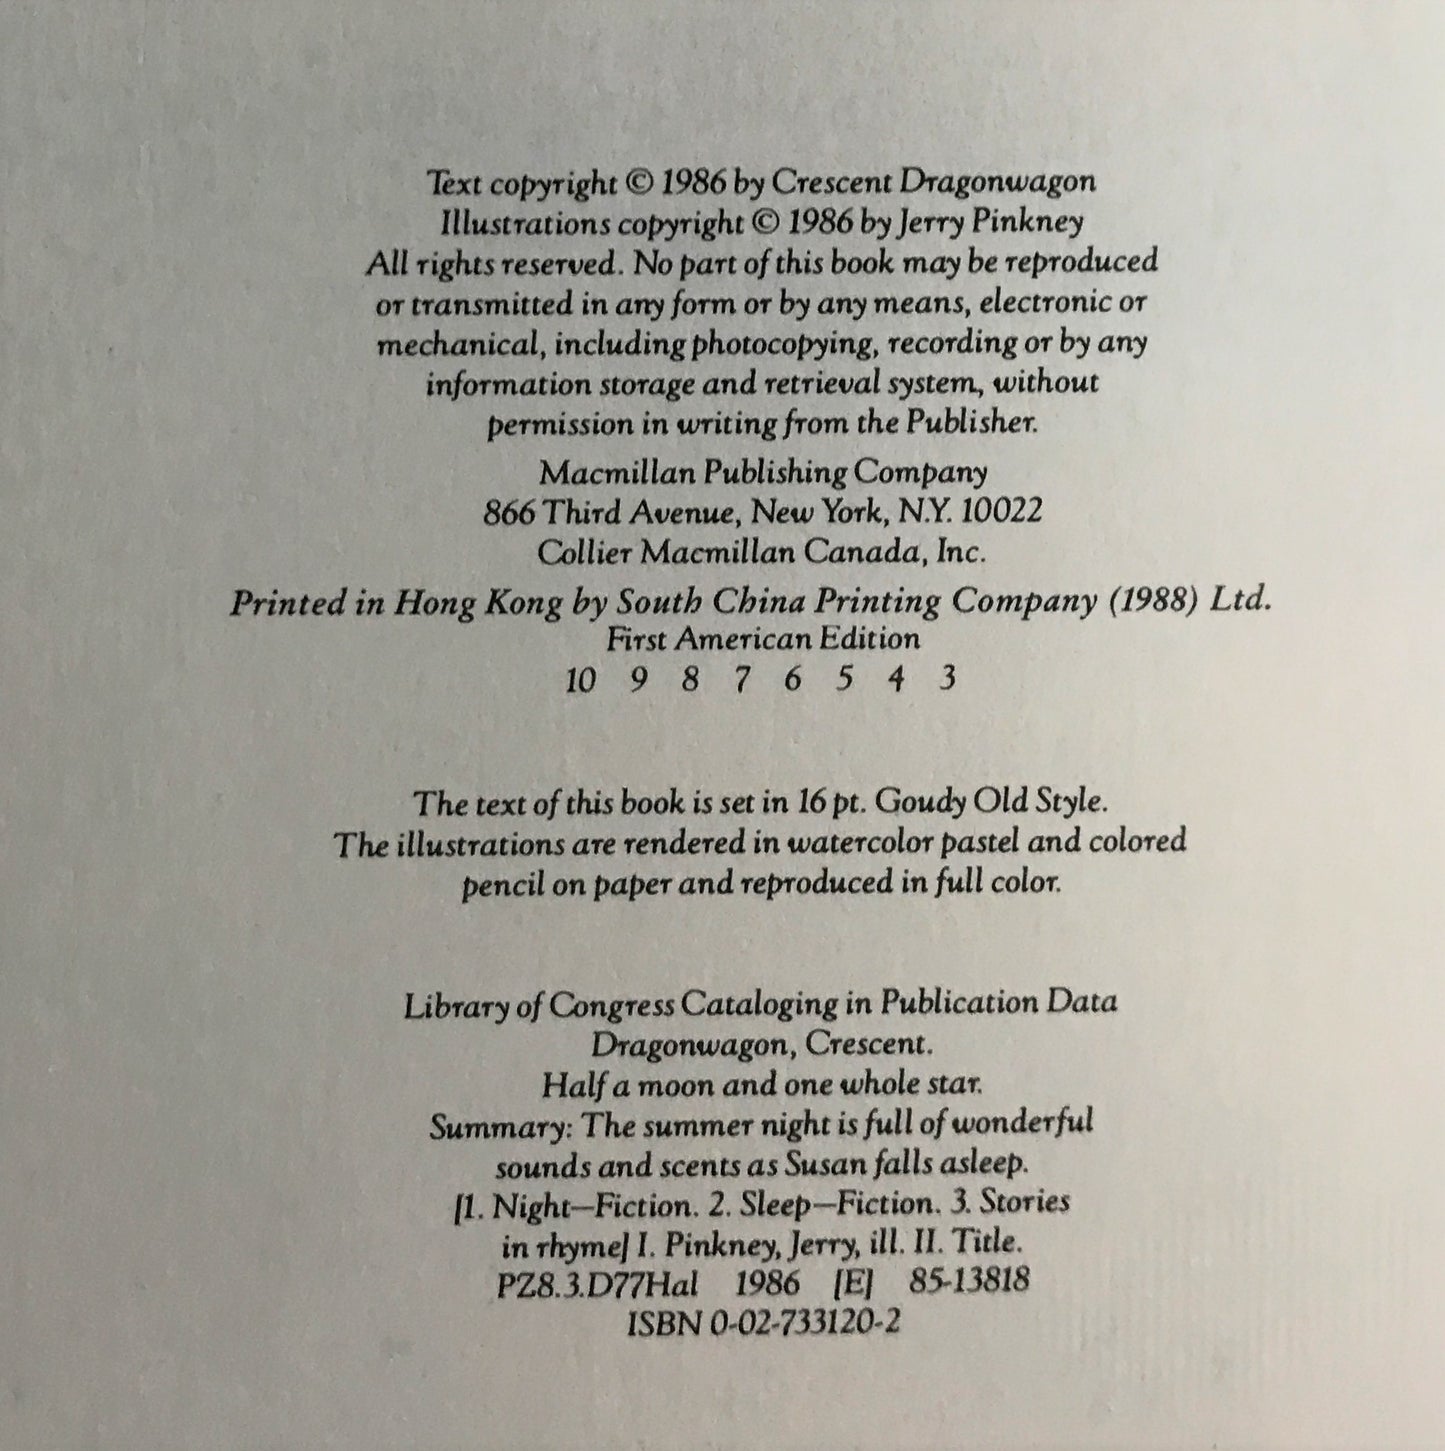 Text copyright © 1986 by Crescent Dragonwagon
Illustrations copyright © 1986 by Jerry Pinkney
All rights reserved. No part of this book may be reproduced
or transmitted in any form or by any means, electronic or
mechanical, including photocopying, recording or by any
information storage and retrieval system, without
permission in writing from the Publisher.
Macmillan Publishing Company
866 Third Avenue, New York, N.Y. 10022
Collier Macmillan Canada, Inc.
Printed in Hong Kong by South China Printing Company (1988) Ltd.
First American Edition
10 9 8 7 6 5 4 3
The text of this book is set in 16 pt. Goudy Old Style.
The illustrations are rendered in watercolor pastel and colored
pencil on paper and reproduced in full color.
Library of Congress Cataloging in Publication Data
Dragonwagon, Crescent.
Half a moon and one whole star.
Summary: The summer night is full of wonderful
sounds and scents as Susan falls asleep.
[1. Night—Fiction. 2. Sleep—Fiction. 3. Stories
in rhyme] I. Pinkney, Jerry, ill. II. Title.
PZ8.3.D77Hal 1986 [E] 85-13818
ISBN 0-02-733120-2